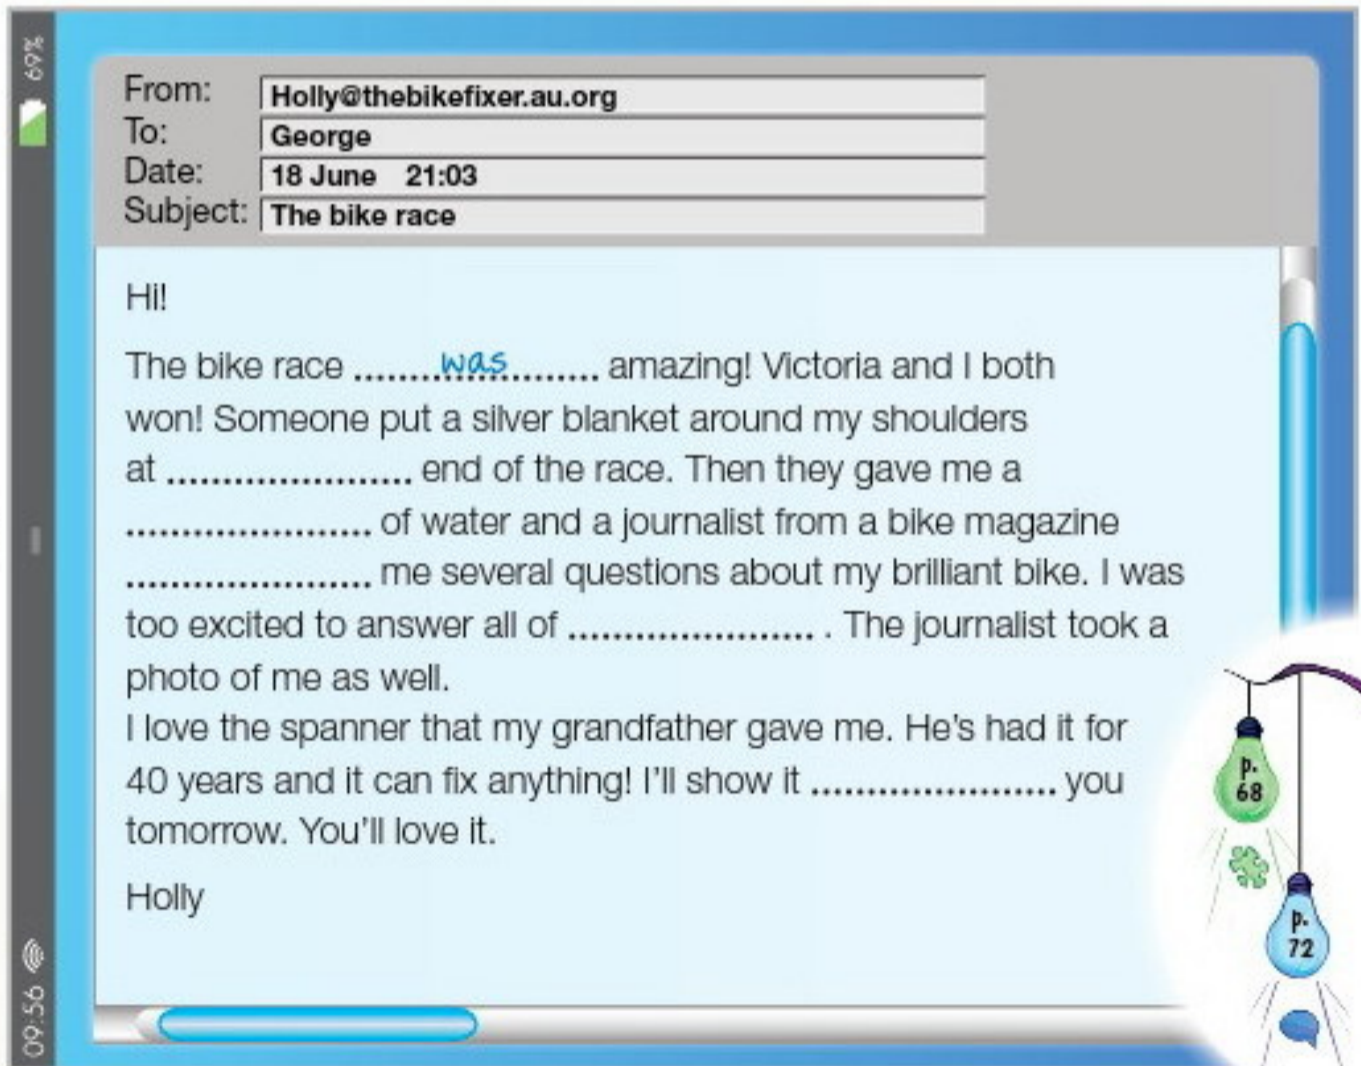 69%
From: Holly@thebikefixer.au.org
To: George
Date: 18 June 21:03
Subject: The bike race
Hi!
The bike race ........was........ amazing! Victoria and I both
won! Someone put a silver blanket around my shoulders
at ...................... end of the race. Then they gave me a
...................... of water and a journalist from a bike magazine
...................... me several questions about my brilliant bike. I was
too excited to answer all of ...................... . The journalist took a
photo of me as well.
I love the spanner that my grandfather gave me. He's had it for
40 years and it can fix anything! I'll show it ...................... you
tomorrow. You'll love it.
Holly
p.
68
p.
72
09:56